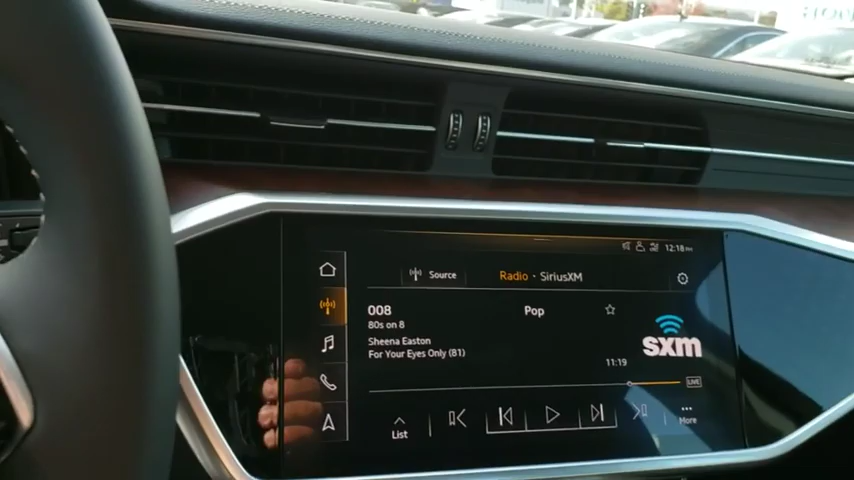 12:18 PM
Source
Radio · SiriusXM
008
Pop
80s on 8
Sheena Easton
For Your Eyes Only (81)
sxm
11:19
LIVE
List
More